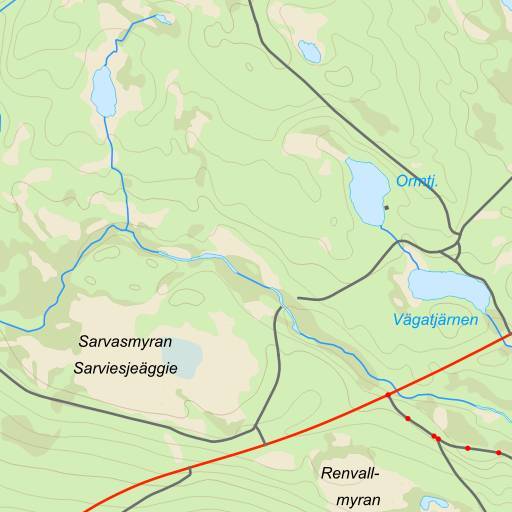 Ormtj.
Vägatjärnen
Sarvasmyran
Sarviesjeäggie
Renvall-
myran